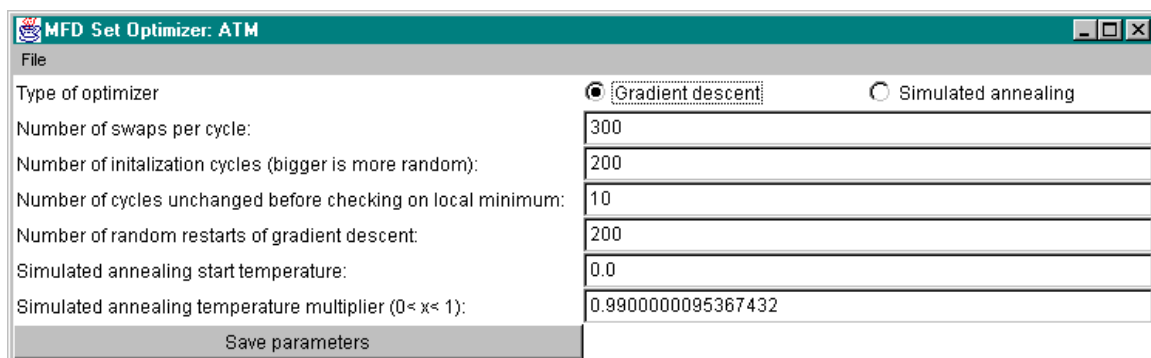 MFD Set Optimizer: ATM
File
Type of optimizer Gradient descent Simulated annealing
Number of swaps per cycle: 300
Number of initalization cycles (bigger is more random): 200
Number of cycles unchanged before checking on local minimum: 10
Number of random restarts of gradient descent: 200
Simulated annealing start temperature: 0.0
Simulated annealing temperature multiplier (0< x< 1): 0.9900000095367432
Save parameters